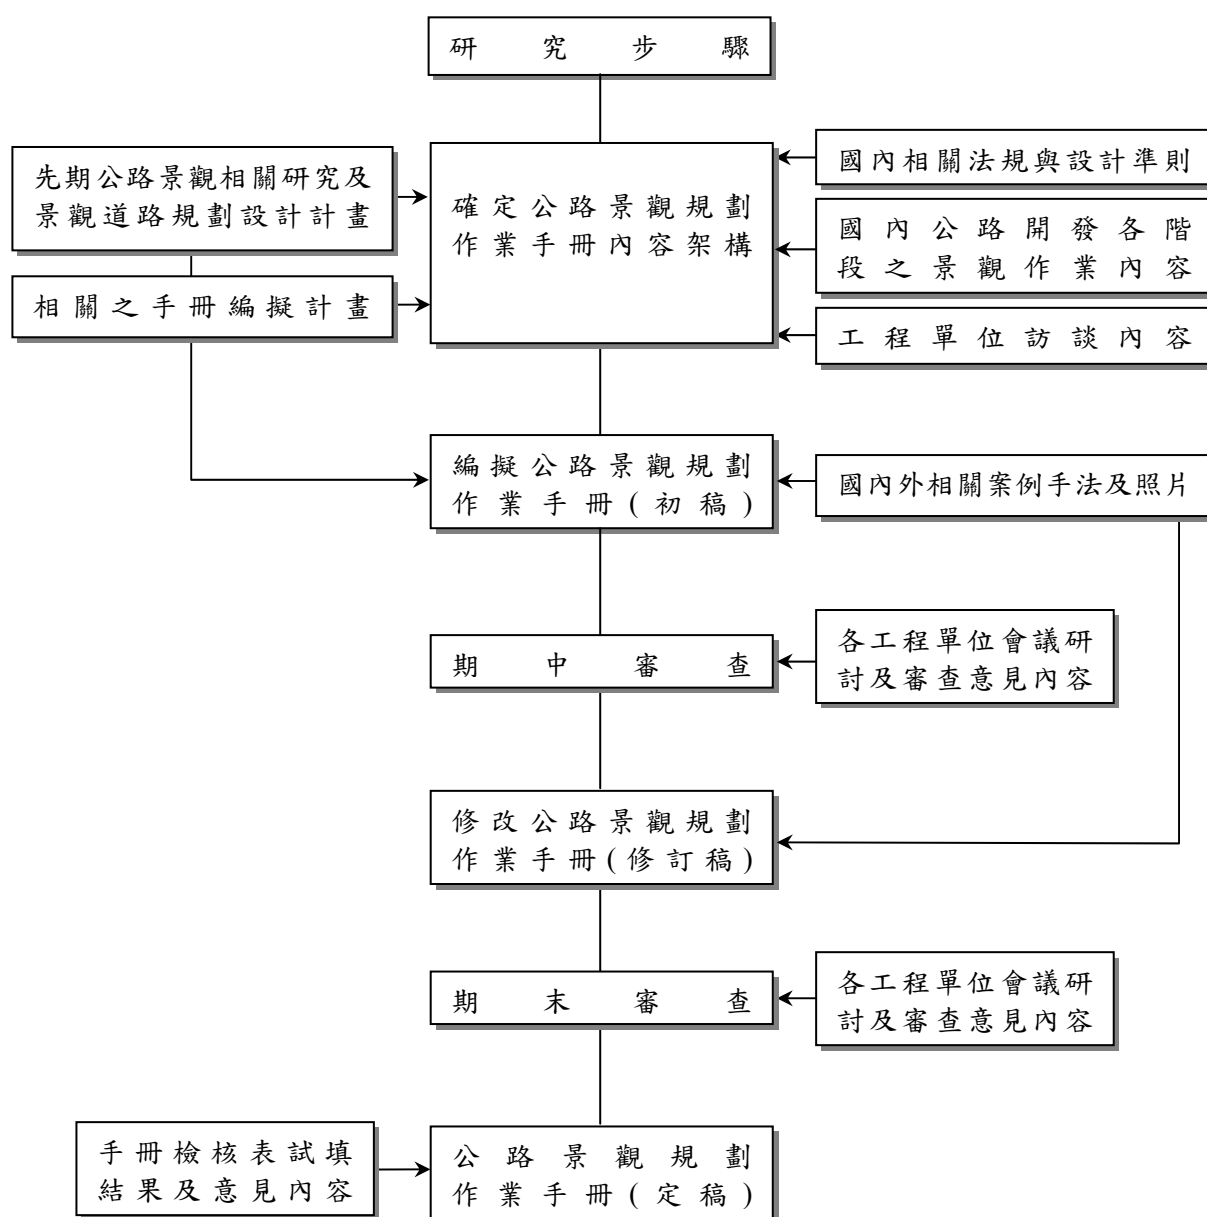 研究步驟
先期公路景觀相關研究及
景觀道路規劃設計計畫
相關之手冊編擬計畫
確定公路景觀規劃
作業手冊內容架構
國內相關法規與設計準則
國內公路開發各階
段之景觀作業內容
工程單位訪談內容
編擬公路景觀規劃
作業手冊(初稿)
國內外相關案例手法及照片
期中審查
各工程單位會議研
討及審查意見內容
修改公路景觀規劃
作業手冊(修訂稿)
期末審查
各工程單位會議研
討及審查意見內容
手冊檢核表試填
結果及意見內容
公路景觀規劃
作業手冊(定稿)